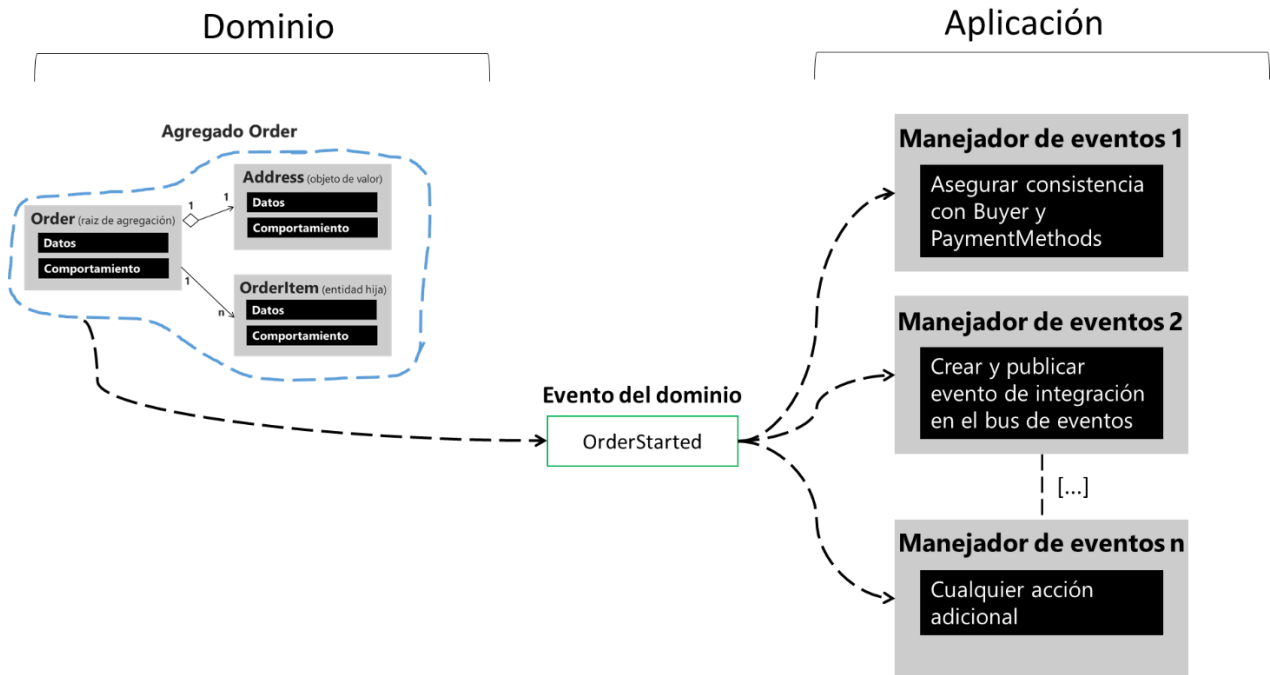 Dominio
Aplicación
Agregado Order
Order (raiz de agregación)
Datos
Comportamiento
1
1
1
n
Address (objeto de valor)
Datos
Comportamiento
OrderItem (entidad hija)
Datos
Comportamiento
Evento del dominio
OrderStarted
Manejador de eventos 1
Asegurar consistencia
con Buyer y
PaymentMethods
Manejador de eventos 2
Crear y publicar
evento de integración
en el bus de eventos
[...]
Manejador de eventos n
Cualquier acción
adicional